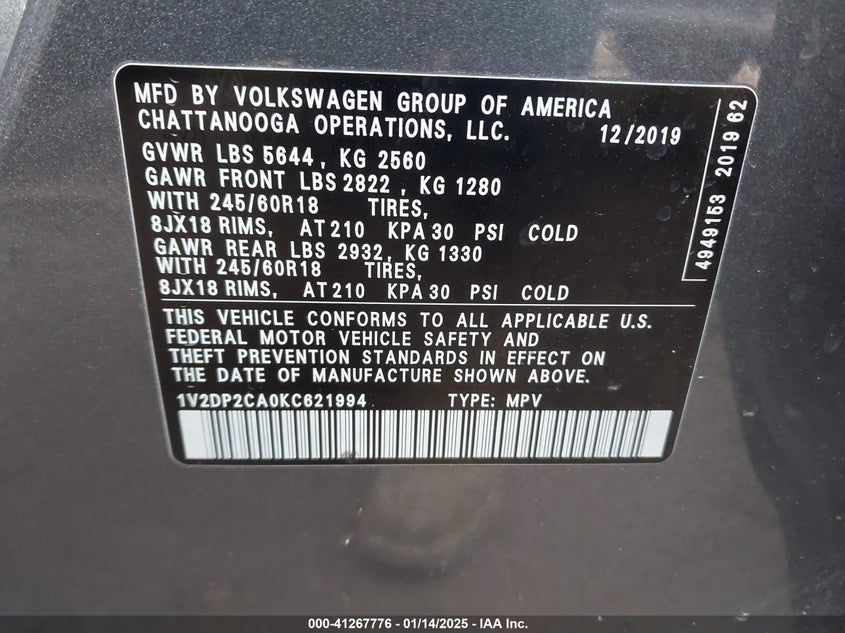 MFD BY VOLKSWAGEN GROUP OF AMERICA
CHATTANOOGA OPERATIONS, LLC. 12/2019
GVWR LBS 5644 , KG 2560
GAWR FRONT LBS 2822 , KG 1280
WITH 245/60R18 TIRES,
8JX18 RIMS, AT 210 KPA 30 PSI COLD
GAWR REAR LBS 2932, KG 1330
WITH 245/60R18 TIRES,
8JX18 RIMS, AT 210 KPA 30 PSI COLD
THIS VEHICLE CONFORMS TO ALL APPLICABLE U.S.
FEDERAL MOTOR VEHICLE SAFETY AND
THEFT PREVENTION STANDARDS IN EFFECT ON
THE DATE OF MANUFACTURE SHOWN ABOVE.
1V2DP2CA0KC621994 TYPE: MPV
4949153 2019 62
000-41267776 - 01/14/2025 - IAA Inc.